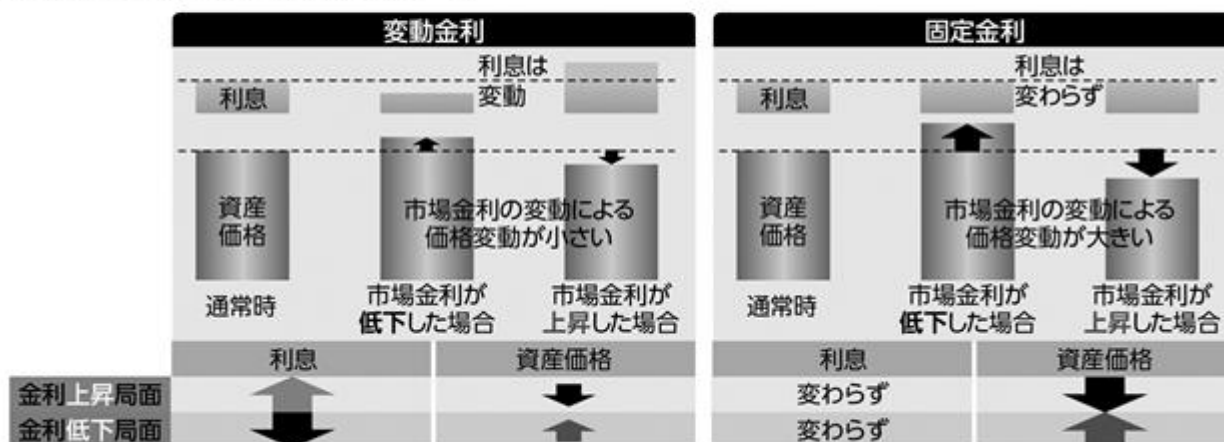 変動金利
利息は
変動
利息
資産
価格
市場金利の変動による
価格変動が小さい
通常時
市場金利が
低下した場合
市場金利が
上昇した場合
固定金利
利息は
変わらず
利息
資産
価格
市場金利の変動による
価格変動が大きい
通常時
市場金利が
低下した場合
市場金利が
上昇した場合
利息 資産価格 利息 資産価格
金利上昇局面 変わらず
金利低下局面 変わらず